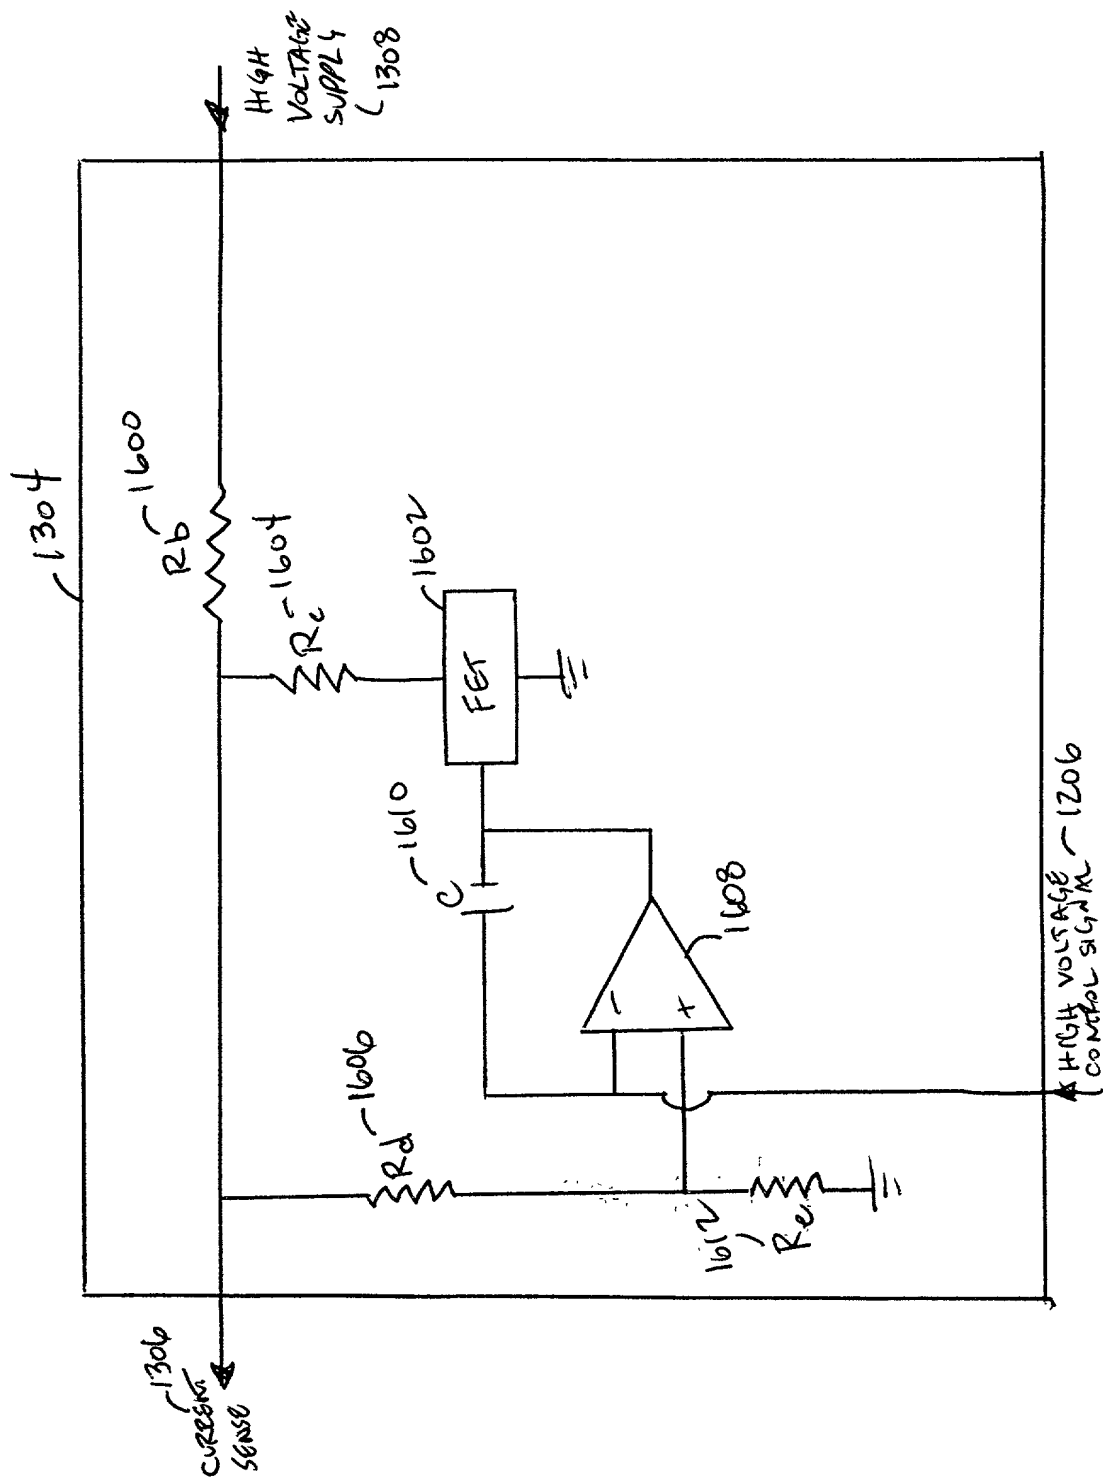 1304
HIGH
VOLTAGE
SUPPLY
1308
Rb
1600
Rc
1604
FET
1602
C
1610
-
+
1608
Rd
1606
1612
Re
1306
CURRENT
SENSE
HIGH VOLTAGE
CONTROL SIGNAL
1206